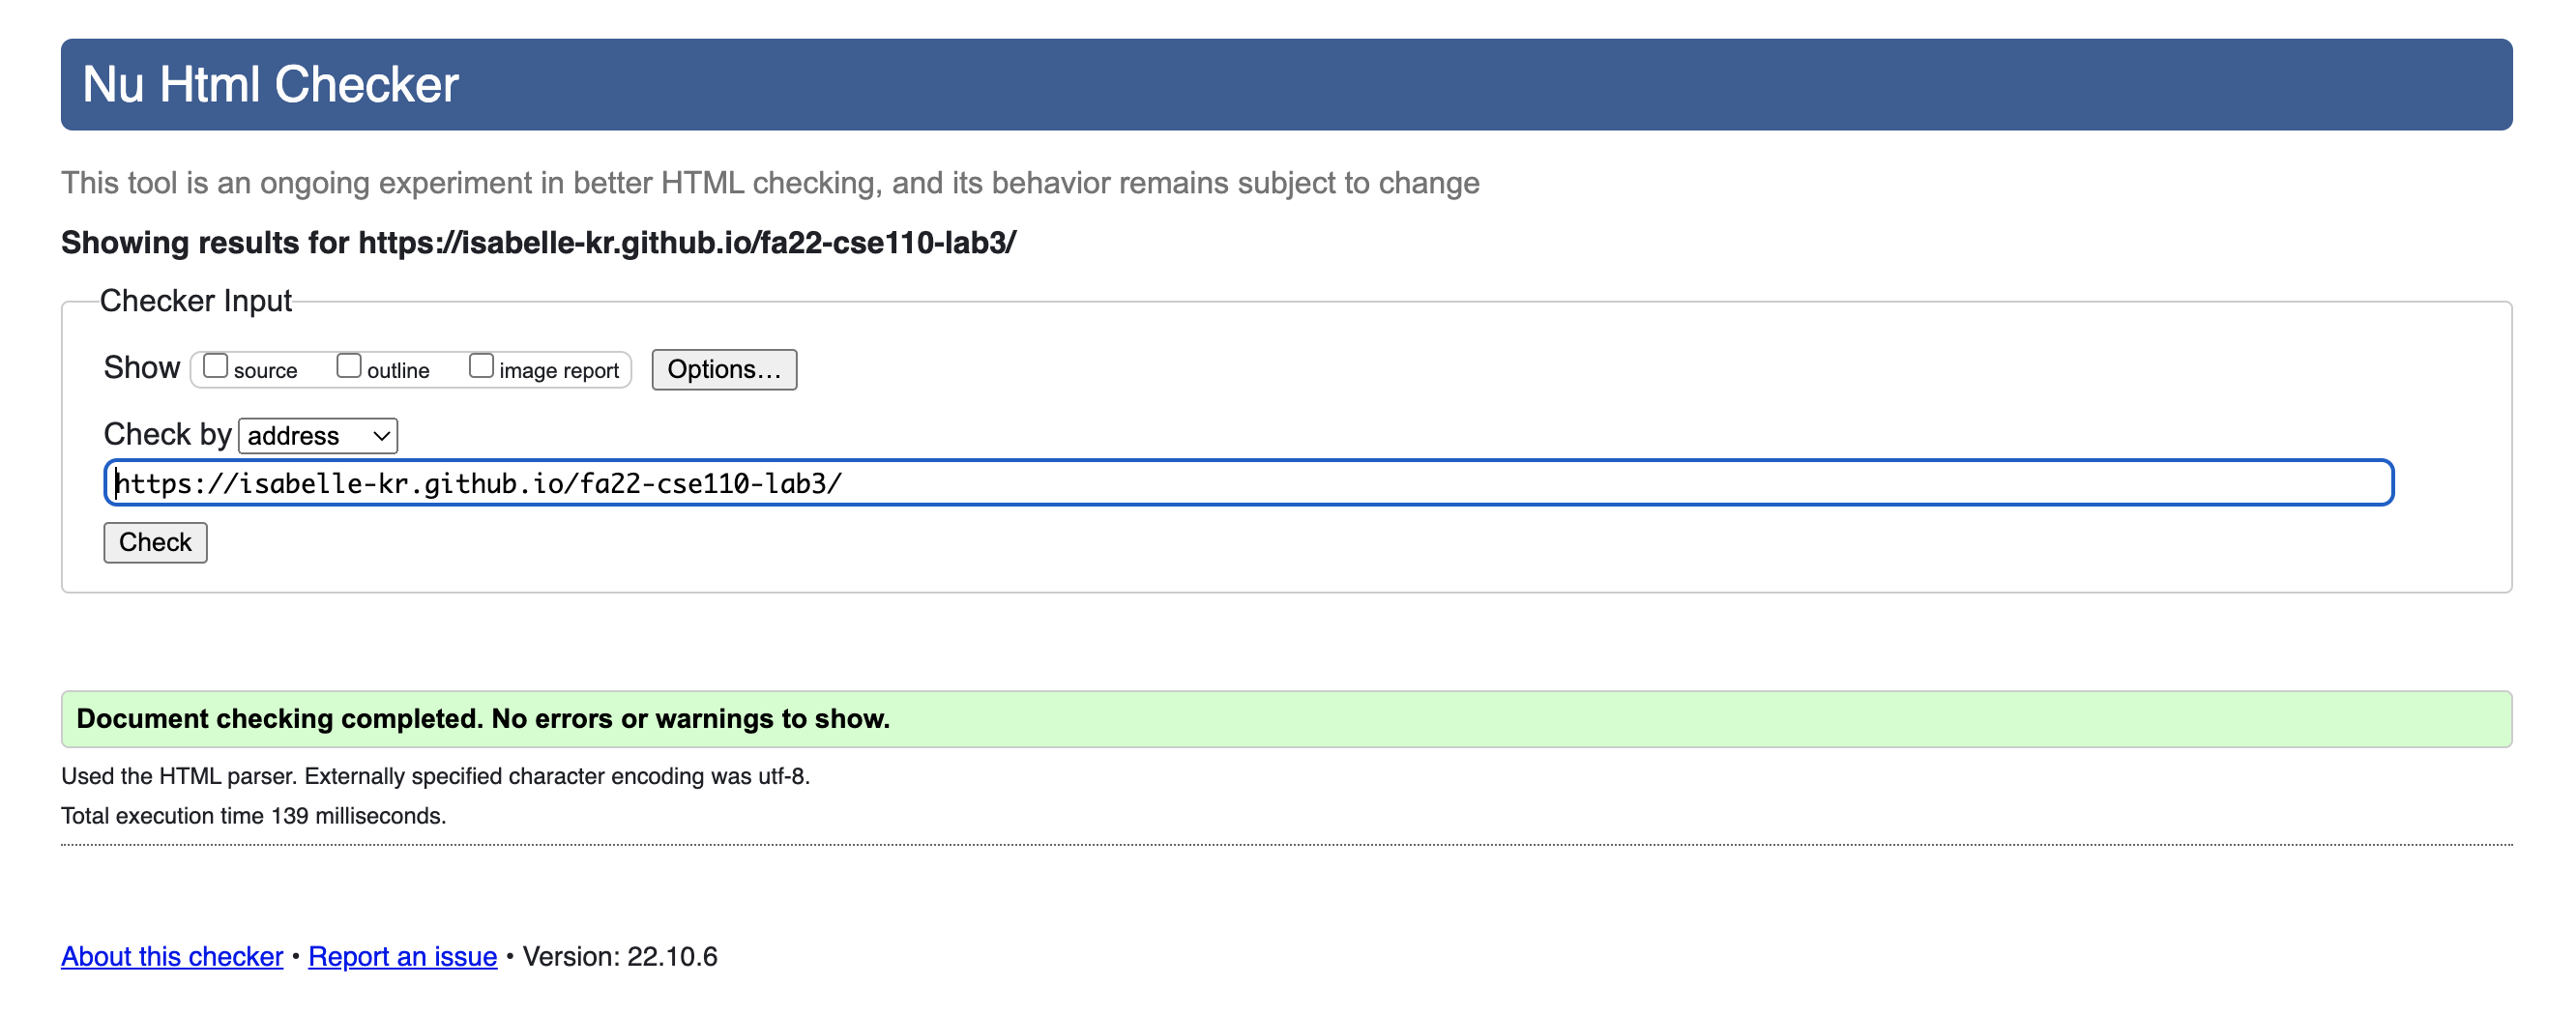 Nu Html Checker
This tool is an ongoing experiment in better HTML checking, and its behavior remains subject to change
Showing results for https://isabelle-kr.github.io/fa22-cse110-lab3/
Checker Input
Show source outline image report Options…
Check by address
https://isabelle-kr.github.io/fa22-cse110-lab3/
Check
Document checking completed. No errors or warnings to show.
Used the HTML parser. Externally specified character encoding was utf-8.
Total execution time 139 milliseconds.
About this checker • Report an issue • Version: 22.10.6